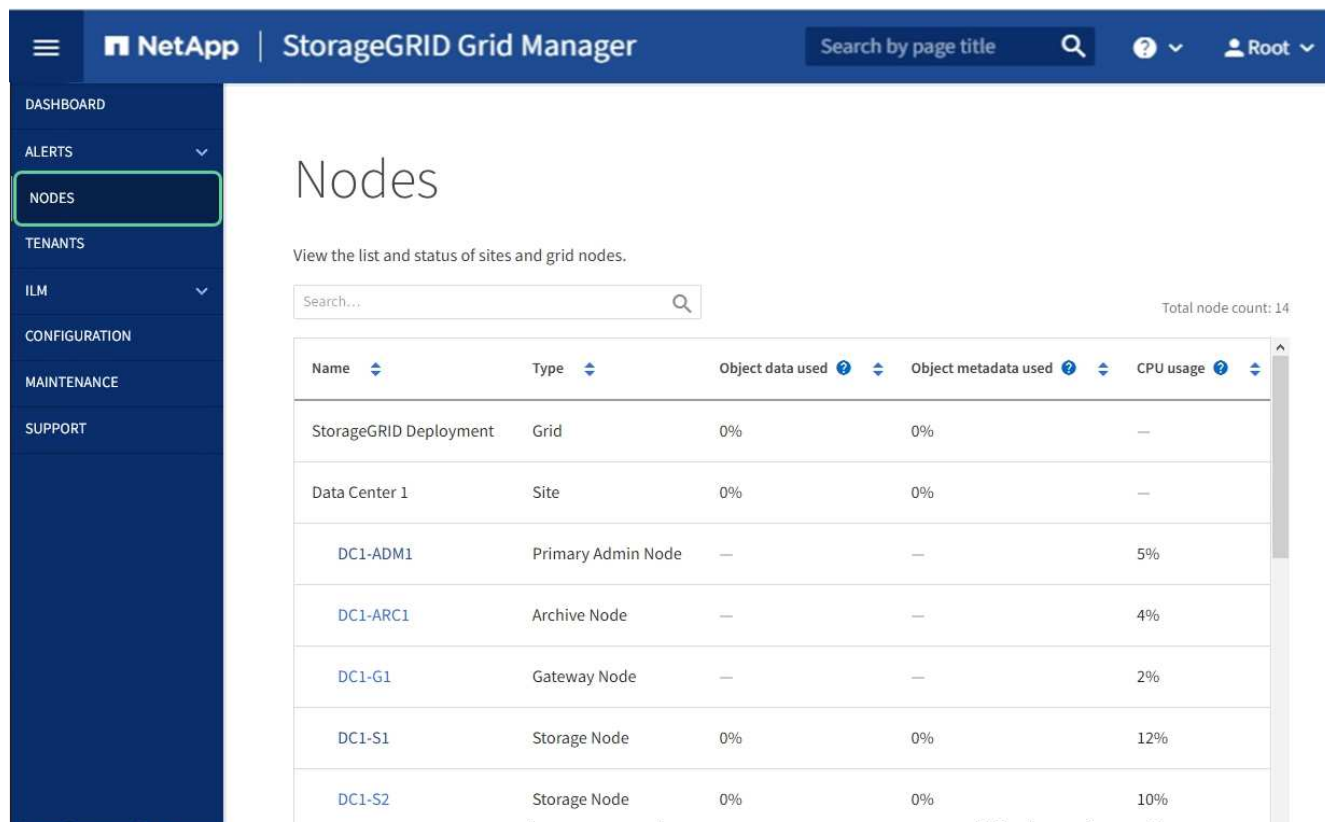 NetApp | StorageGRID Grid Manager Search by page title ? Root
DASHBOARD
ALERTS
NODES
TENANTS
ILM
CONFIGURATION
MAINTENANCE
SUPPORT
Nodes
View the list and status of sites and grid nodes.
Search...
Total node count: 14
Name Type Object data used ? Object metadata used ? CPU usage ?
StorageGRID Deployment Grid 0% 0% —
Data Center 1 Site 0% 0% —
DC1-ADM1 Primary Admin Node — — 5%
DC1-ARC1 Archive Node — — 4%
DC1-G1 Gateway Node — — 2%
DC1-S1 Storage Node 0% 0% 12%
DC1-S2 Storage Node 0% 0% 10%